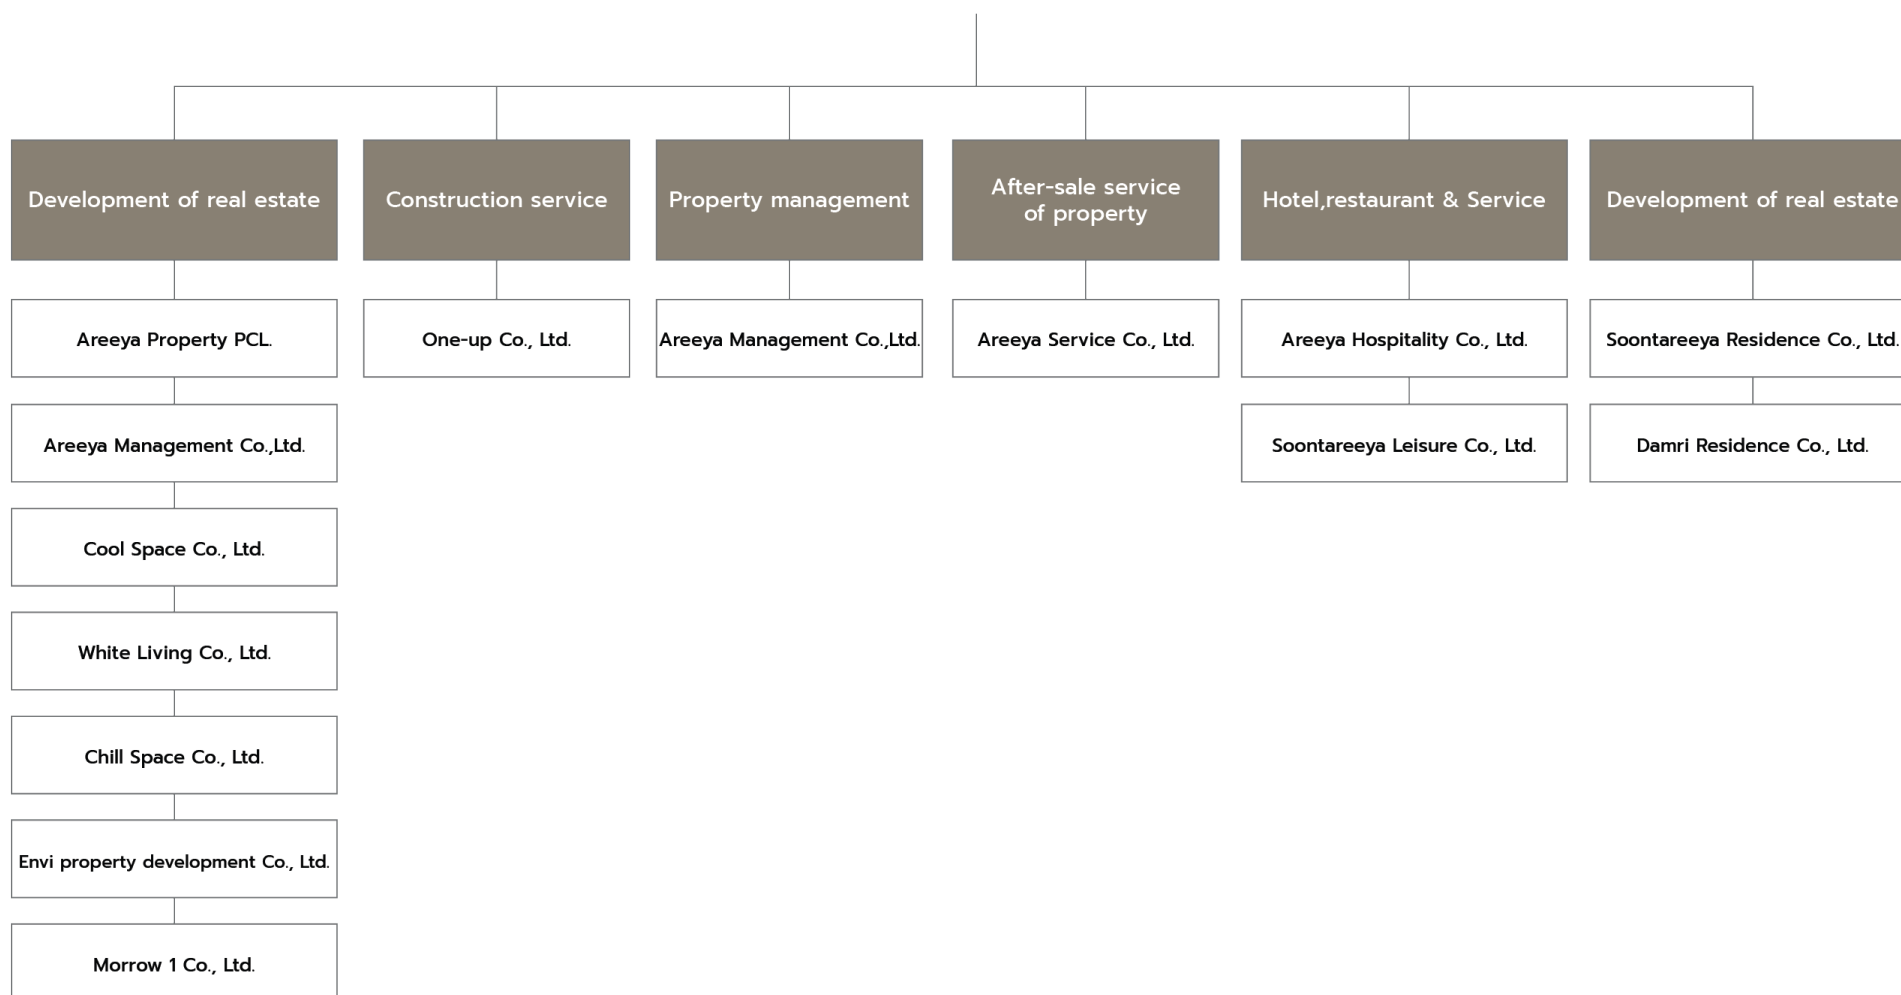 Development of real estate
Construction service
Property management
After-sale service
of property
Hotel,restaurant & Service
Development of real estate
Areeya Property PCL.
One-up Co., Ltd.
Areeya Management Co.,Ltd.
Areeya Service Co., Ltd.
Areeya Hospitality Co., Ltd.
Soontareeya Residence Co., Ltd.
Areeya Management Co.,Ltd.
Soontareeya Leisure Co., Ltd.
Damri Residence Co., Ltd.
Cool Space Co., Ltd.
White Living Co., Ltd.
Chill Space Co., Ltd.
Envi property development Co., Ltd.
Morrow 1 Co., Ltd.